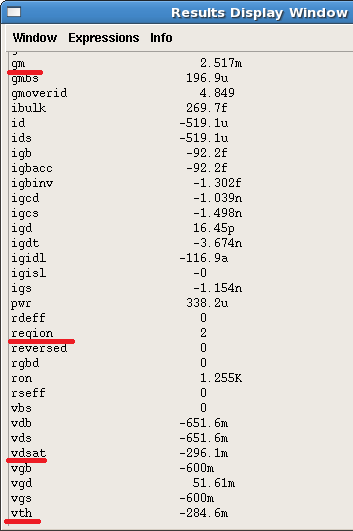 Results Display Window
Window Expressions Info
gm 2.517m
gmbs 196.9u
gmoverid 4.849
ibulk 269.7f
id -519.1u
ids -519.1u
igb -92.2f
igbacc -92.2f
igbinv -1.302f
igcd -1.039n
igcs -1.498n
igd 16.45p
igdt -3.674n
igidl -116.9a
igisl -0
igs -1.154n
pwr 338.2u
rdeff 0
region 2
reversed 0
rgbd 0
ron 1.255K
rseff 0
vbs 0
vdb -651.6m
vds -651.6m
vdsat -296.1m
vgb -600m
vgd 51.61m
vgs -600m
vth -284.6m